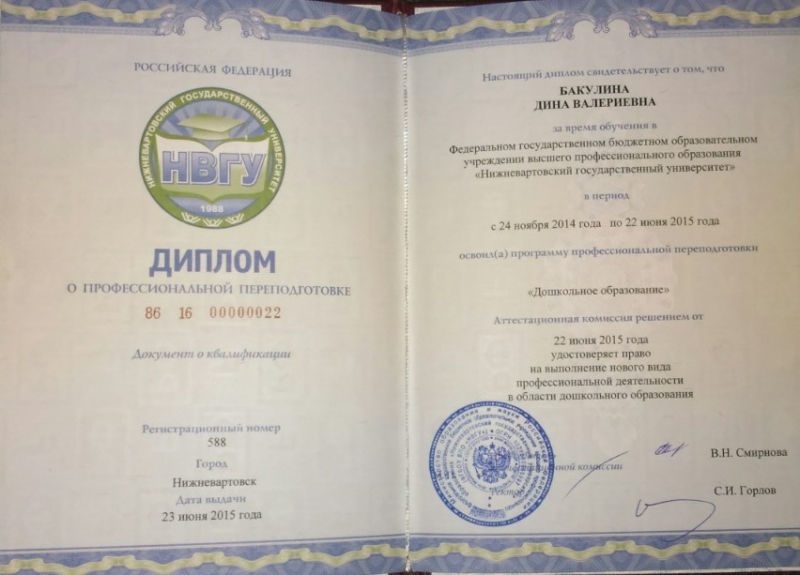 РОССИЙСКАЯ ФЕДЕРАЦИЯ
НИЖНЕВАРТОВСКИЙ ГОСУДАРСТВЕННЫЙ УНИВЕРСИТЕТ
НВГУ
1988
ДИПЛОМ
О ПРОФЕССИОНАЛЬНОЙ ПЕРЕПОДГОТОВКЕ
86 16 00000022
Документ о квалификации
Регистрационный номер
588
Город
Нижневартовск
Дата выдачи
23 июня 2015 года
Настоящий диплом свидетельствует о том, что
БАКУЛИНА
ДИНА ВАЛЕРИЕВНА
за время обучения в
Федеральном государственном бюджетном образовательном
учреждении высшего профессионального образования
«Нижневартовский государственный университет»
в период
с 24 ноября 2014 года по 22 июня 2015 года
освоил(а) программу профессиональной переподготовки
«Дошкольное образование»
Аттестационная комиссия решением от
22 июня 2015 года
удостоверяет право
на выполнение нового вида
профессиональной деятельности
в области дошкольного образования
комиссии
В.Н. Смирнова
Ректор
С.И. Горлов